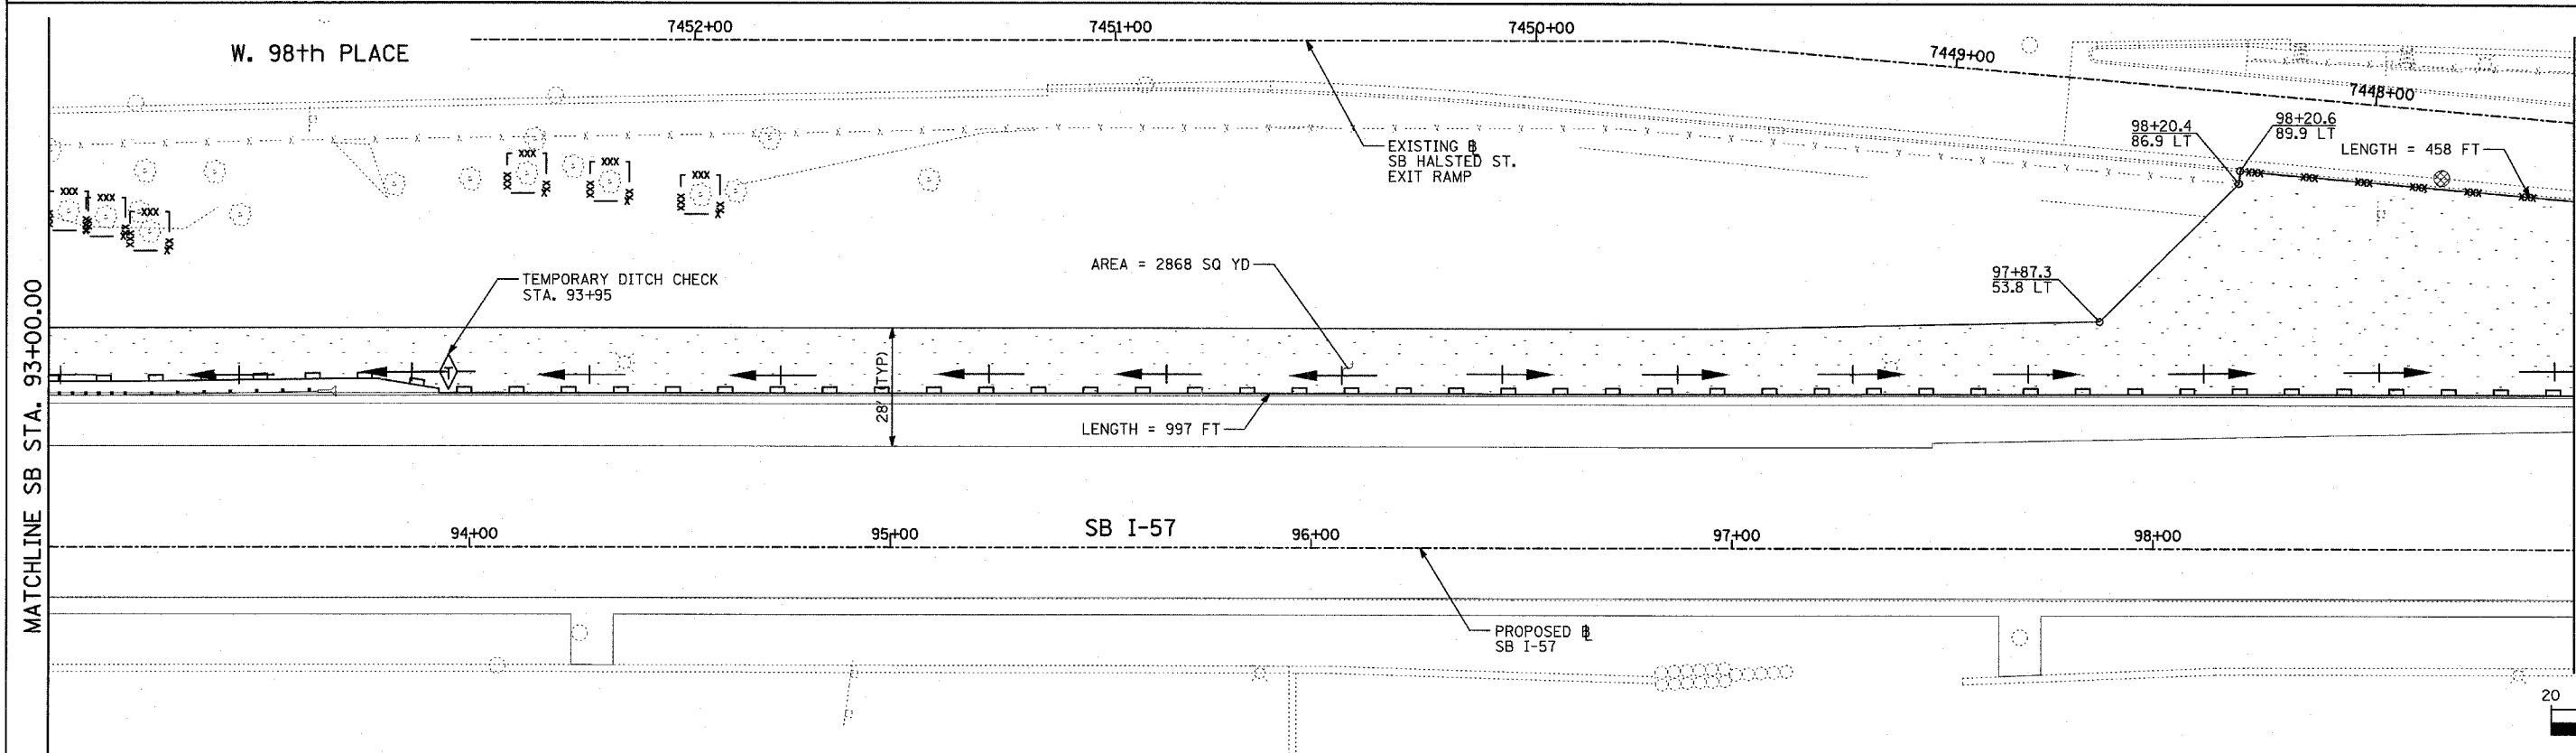 7452+00
7451+00
7450+00
7449+00
7448+00
W. 98th PLACE
EXISTING ℄
SB HALSTED ST.
EXIT RAMP
98+20.4
86.9 LT
98+20.6
89.9 LT
LENGTH = 458 FT
TEMPORARY DITCH CHECK
STA. 93+95
AREA = 2868 SQ YD
97+87.3
53.8 LT
T
28' (TYP)
LENGTH = 997 FT
MATCHLINE SB STA. 93+00.00
94+00
95+00
SB I-57
96+00
97+00
98+00
PROPOSED ℄
SB I-57
20